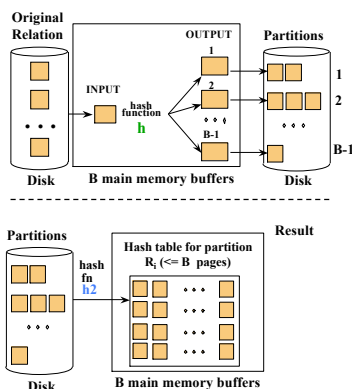 Original
Relation
OUTPUT
Partitions
1
INPUT
2
hash
function
h
B-1
1
2
B-1
Disk
B main memory buffers
Disk
Partitions
Result
Hash table for partition
Rᵢ (<= B pages)
hash
fn
h2
Disk
B main memory buffers